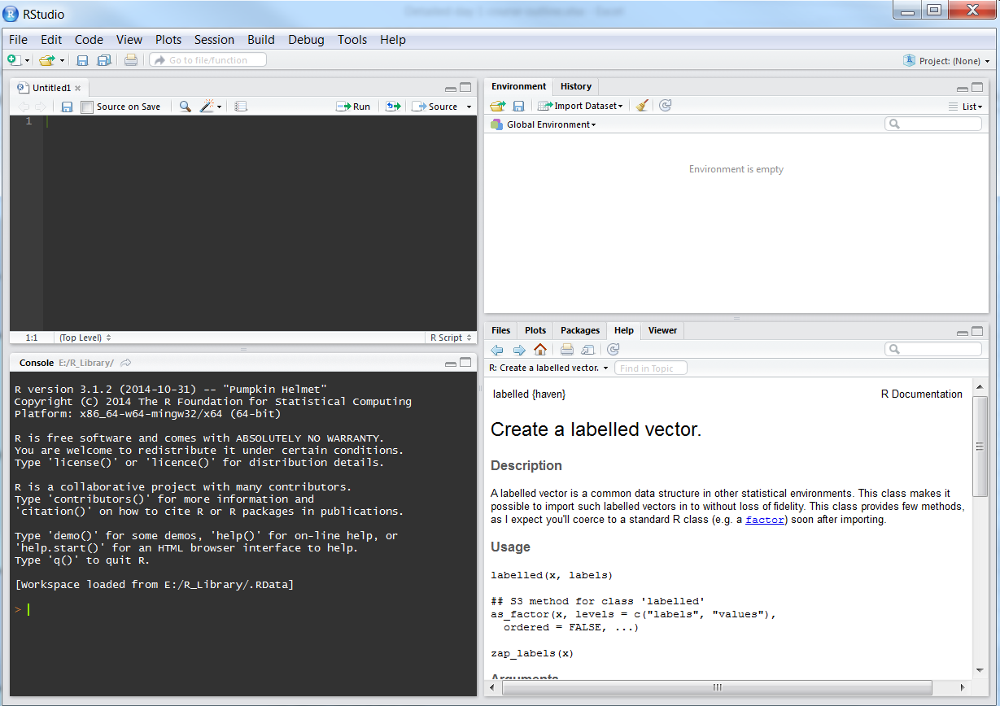 RStudio
File Edit Code View Plots Session Build Debug Tools Help
Go to file/function
Project: (None)
Untitled1
Source on Save
Run
Source
1
1:1
(Top Level)
R Script
Console E:/R_Library/
R version 3.1.2 (2014-10-31) -- "Pumpkin Helmet"
Copyright (C) 2014 The R Foundation for Statistical Computing
Platform: x86_64-w64-mingw32/x64 (64-bit)
R is free software and comes with ABSOLUTELY NO WARRANTY.
You are welcome to redistribute it under certain conditions.
Type 'license()' or 'licence()' for distribution details.
R is a collaborative project with many contributors.
Type 'contributors()' for more information and
'citation()' on how to cite R or R packages in publications.
Type 'demo()' for some demos, 'help()' for on-line help, or
'help.start()' for an HTML browser interface to help.
Type 'q()' to quit R.
[Workspace loaded from E:/R_Library/.RData]
>
Environment History
Import Dataset
List
Global Environment
Environment is empty
Files Plots Packages Help Viewer
R: Create a labelled vector.
Find in Topic
labelled {haven}
R Documentation
Create a labelled vector.
Description
A labelled vector is a common data structure in other statistical environments. This class makes it
possible to import such labelled vectors in to without loss of fidelity. This class provides few methods,
as I expect you'll coerce to a standard R class (e.g. a factor) soon after importing.
Usage
labelled(x, labels)
## S3 method for class 'labelled'
as_factor(x, levels = c("labels", "values"),
ordered = FALSE, ...)
zap_labels(x)
Arguments